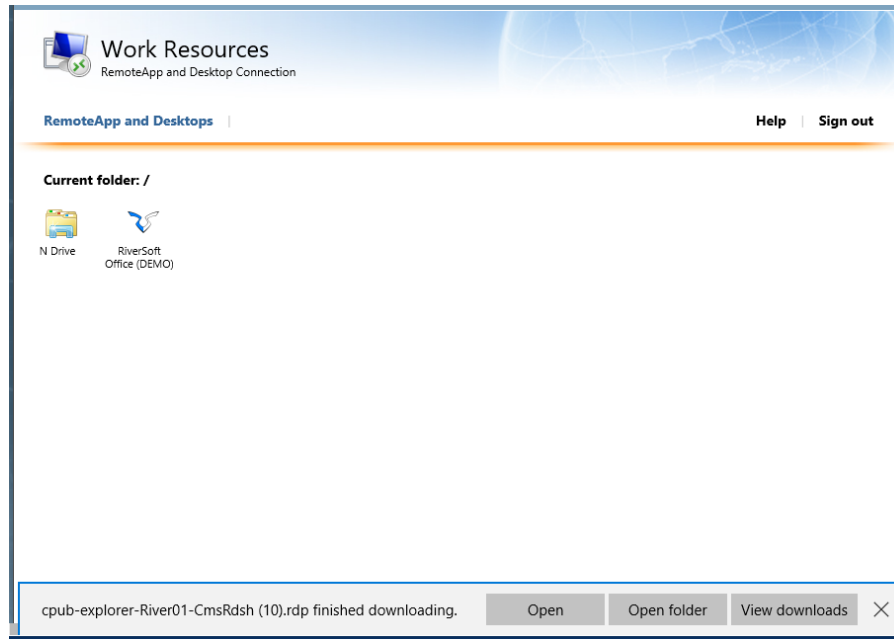 Work Resources
RemoteApp and Desktop Connection
RemoteApp and Desktops
Help
Sign out
Current folder: /
N Drive
RiverSoft
Office (DEMO)
cpub-explorer-River01-CmsRdsh (10).rdp finished downloading.
Open
Open folder
View downloads